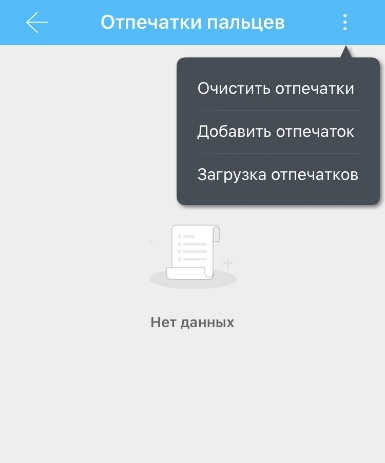 Отпечатки пальцев
Очистить отпечатки
Добавить отпечаток
Загрузка отпечатков
Нет данных